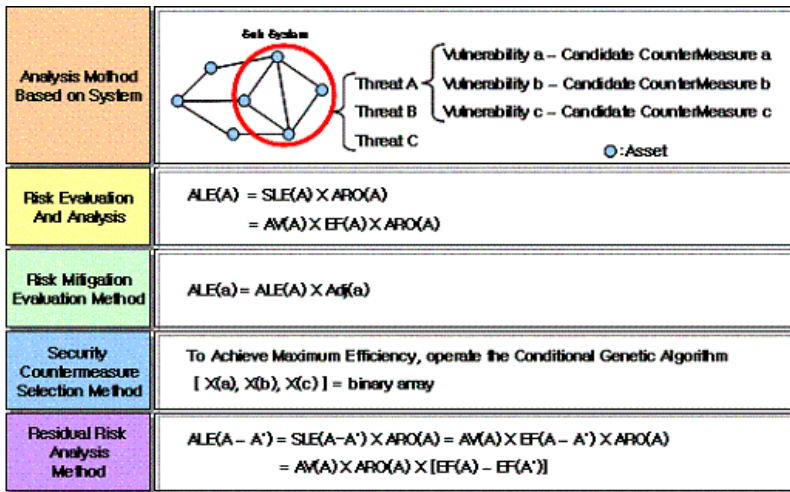 Analysis Mothod
Based on System
Sub System
Threat A
Threat B
Threat C
Vulnerability a – Candidate CounterMeasure a
Vulnerability b – Candidate CounterMeasure b
Vulnerability c – Candidate CounterMeasure c
:Asset
Risk Evaluation
And Analysis
ALE(A) = SLE(A) X ARO(A)
= AV(A) X EF(A) X ARO(A)
Risk Mitigation
Evaluation Method
ALE(a) = ALE(A) X Adj(a)
Security
Countermeasure
Selection Method
To Achieve Maximum Efficiency, operate the Conditional Genetic Algorithm
[ X(a), X(b), X(c) ] = binary array
Residual Risk
Analysis
Method
ALE(A – A') = SLE(A-A') X ARO(A) = AV(A) X EF(A – A') X ARO(A)
= AV(A) X ARO(A) X [EF(A) – EF(A')]